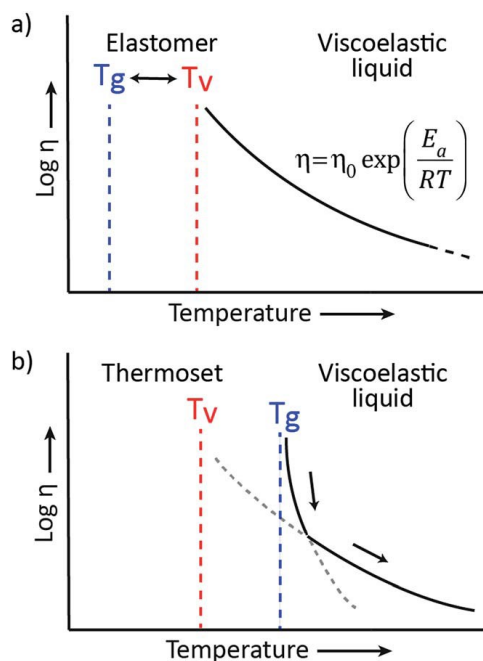 a)
Elastomer
Viscoelastic
liquid
Tg
Tv
η=η0 exp(Ea/RT)
Log η
Temperature
b)
Thermoset
Viscoelastic
liquid
Tv
Tg
Log η
Temperature